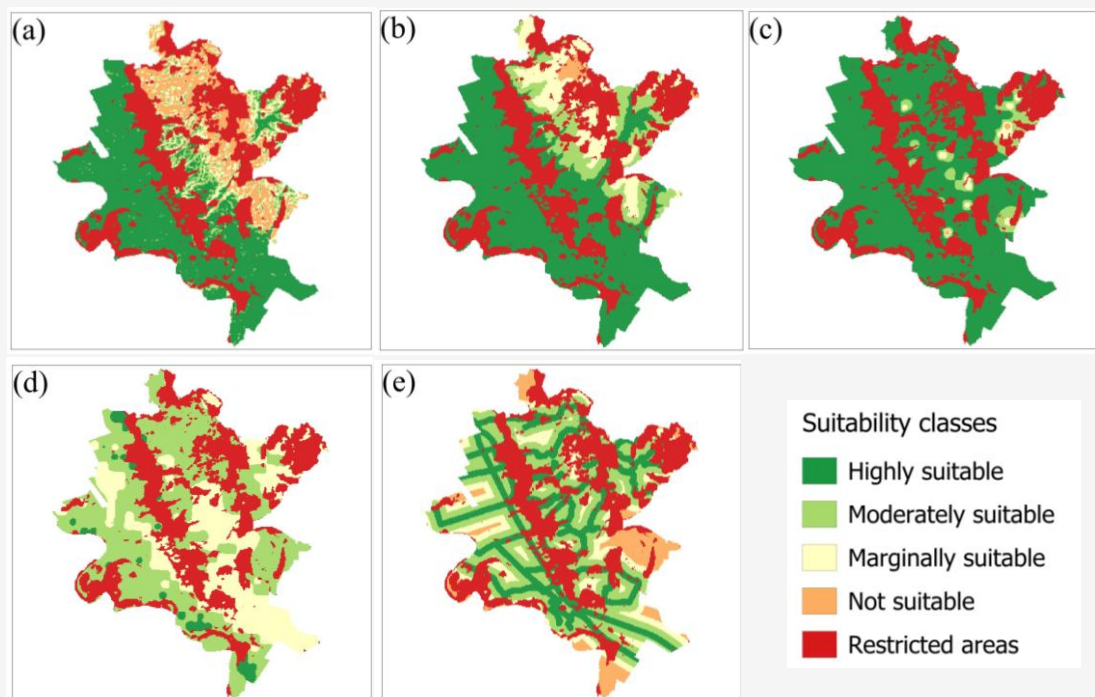 (a)
(b)
(c)
(d)
(e)
Suitability classes
Highly suitable
Moderately suitable
Marginally suitable
Not suitable
Restricted areas